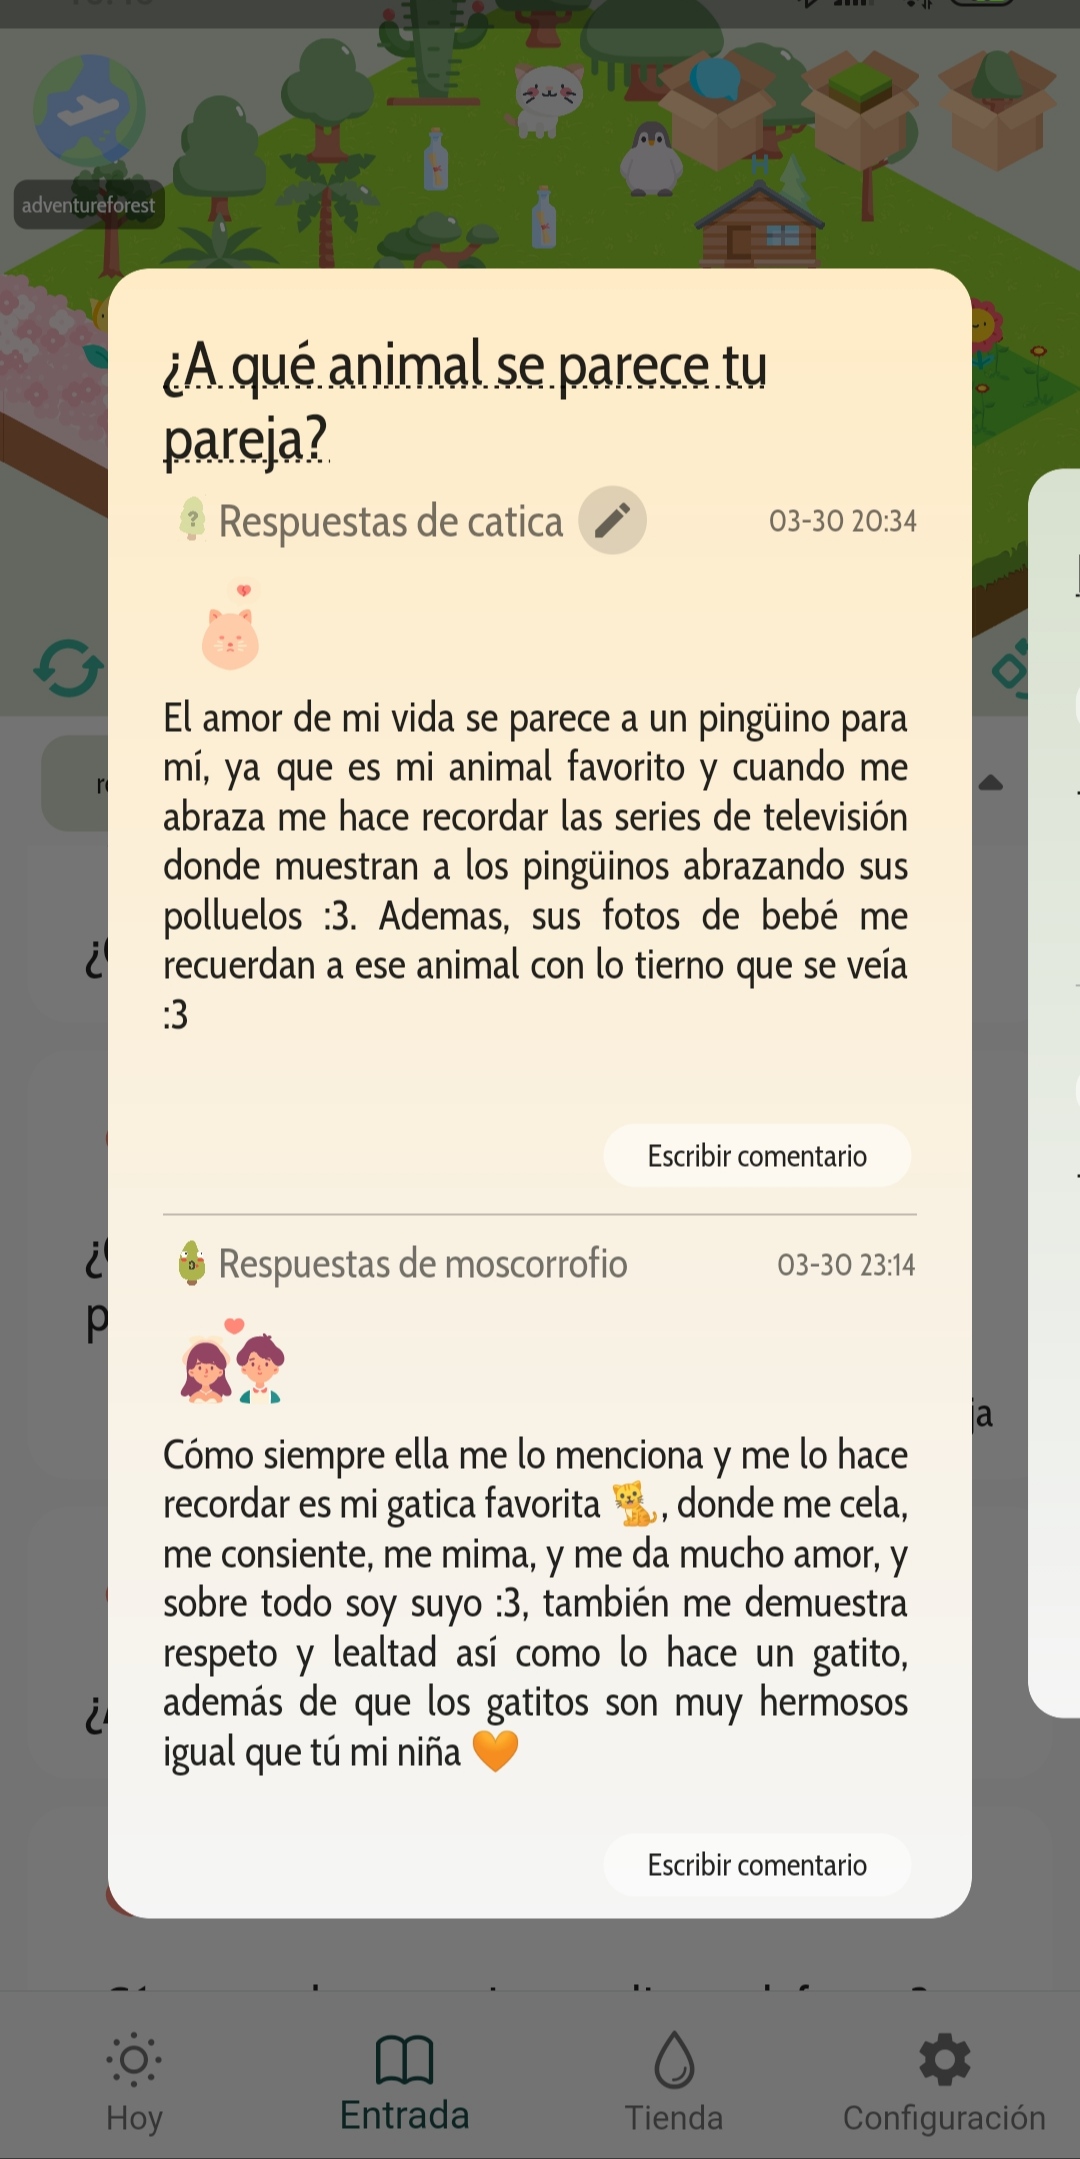 adventureforest
¿A qué animal se parece tu
pareja?
Respuestas de catica
03-30 20:34
El amor de mi vida se parece a un pingüino para
mí, ya que es mi animal favorito y cuando me
abraza me hace recordar las series de televisión
donde muestran a los pingüinos abrazando sus
polluelos :3. Ademas, sus fotos de bebé me
recuerdan a ese animal con lo tierno que se veía
:3
Escribir comentario
Respuestas de moscorrofio
03-30 23:14
Cómo siempre ella me lo menciona y me lo hace
recordar es mi gatica favorita 🐈, donde me cela,
me consiente, me mima, y me da mucho amor, y
sobre todo soy suyo :3, también me demuestra
respeto y lealtad así como lo hace un gatito,
además de que los gatitos son muy hermosos
igual que tú mi niña 🧡
Escribir comentario
Hoy
Entrada
Tienda
Configuración